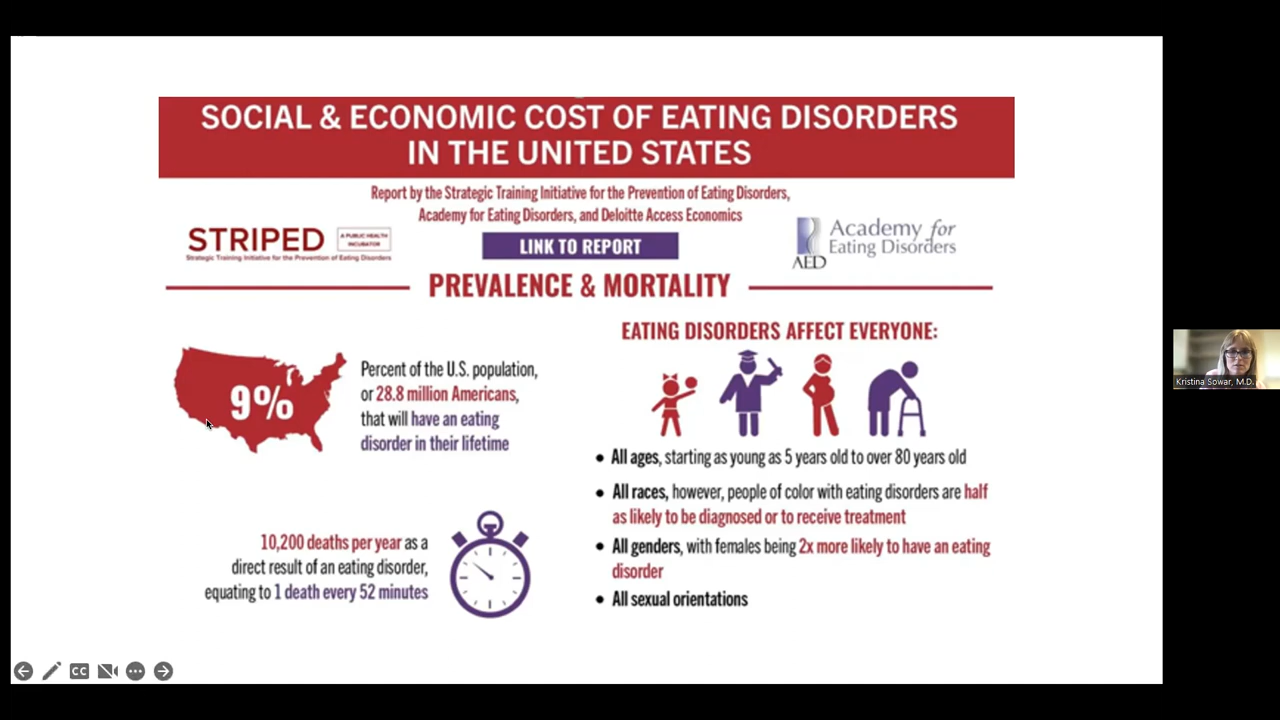 SOCIAL & ECONOMIC COST OF EATING DISORDERS
IN THE UNITED STATES
Report by the Strategic Training Initiative for the Prevention of Eating Disorders,
Academy for Eating Disorders, and Deloitte Access Economics
STRIPED
A PUBLIC HEALTH
INCUBATOR
Strategic Training Initiative for the Prevention of Eating Disorders
LINK TO REPORT
Academy for
Eating Disorders
AED
PREVALENCE & MORTALITY
9%
Percent of the U.S. population,
or 28.8 million Americans,
that will have an eating
disorder in their lifetime
10,200 deaths per year as a
direct result of an eating disorder,
equating to 1 death every 52 minutes
EATING DISORDERS AFFECT EVERYONE:
• All ages, starting as young as 5 years old to over 80 years old
• All races, however, people of color with eating disorders are half
as likely to be diagnosed or to receive treatment
• All genders, with females being 2x more likely to have an eating
disorder
• All sexual orientations
CC
Kristina Sowar, M.D.